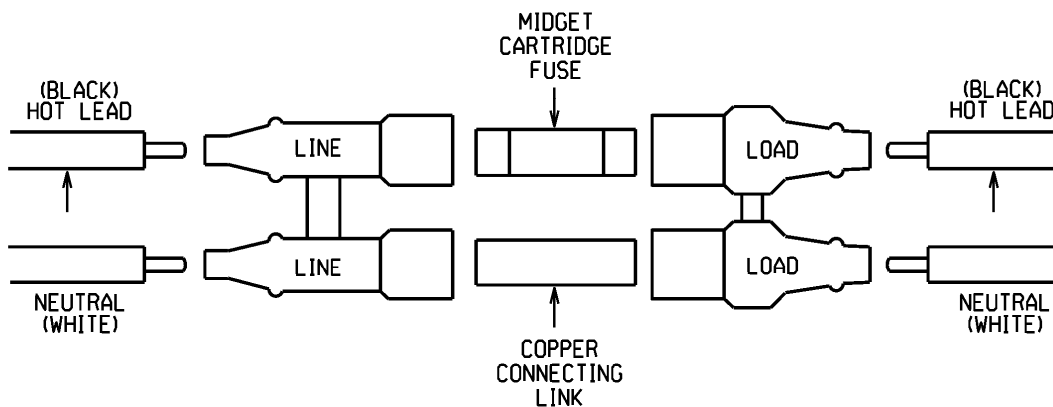 MIDGET
CARTRIDGE
FUSE
(BLACK)
HOT LEAD
(BLACK)
HOT LEAD
LINE
LOAD
LINE
LOAD
NEUTRAL
(WHITE)
NEUTRAL
(WHITE)
COPPER
CONNECTING
LINK